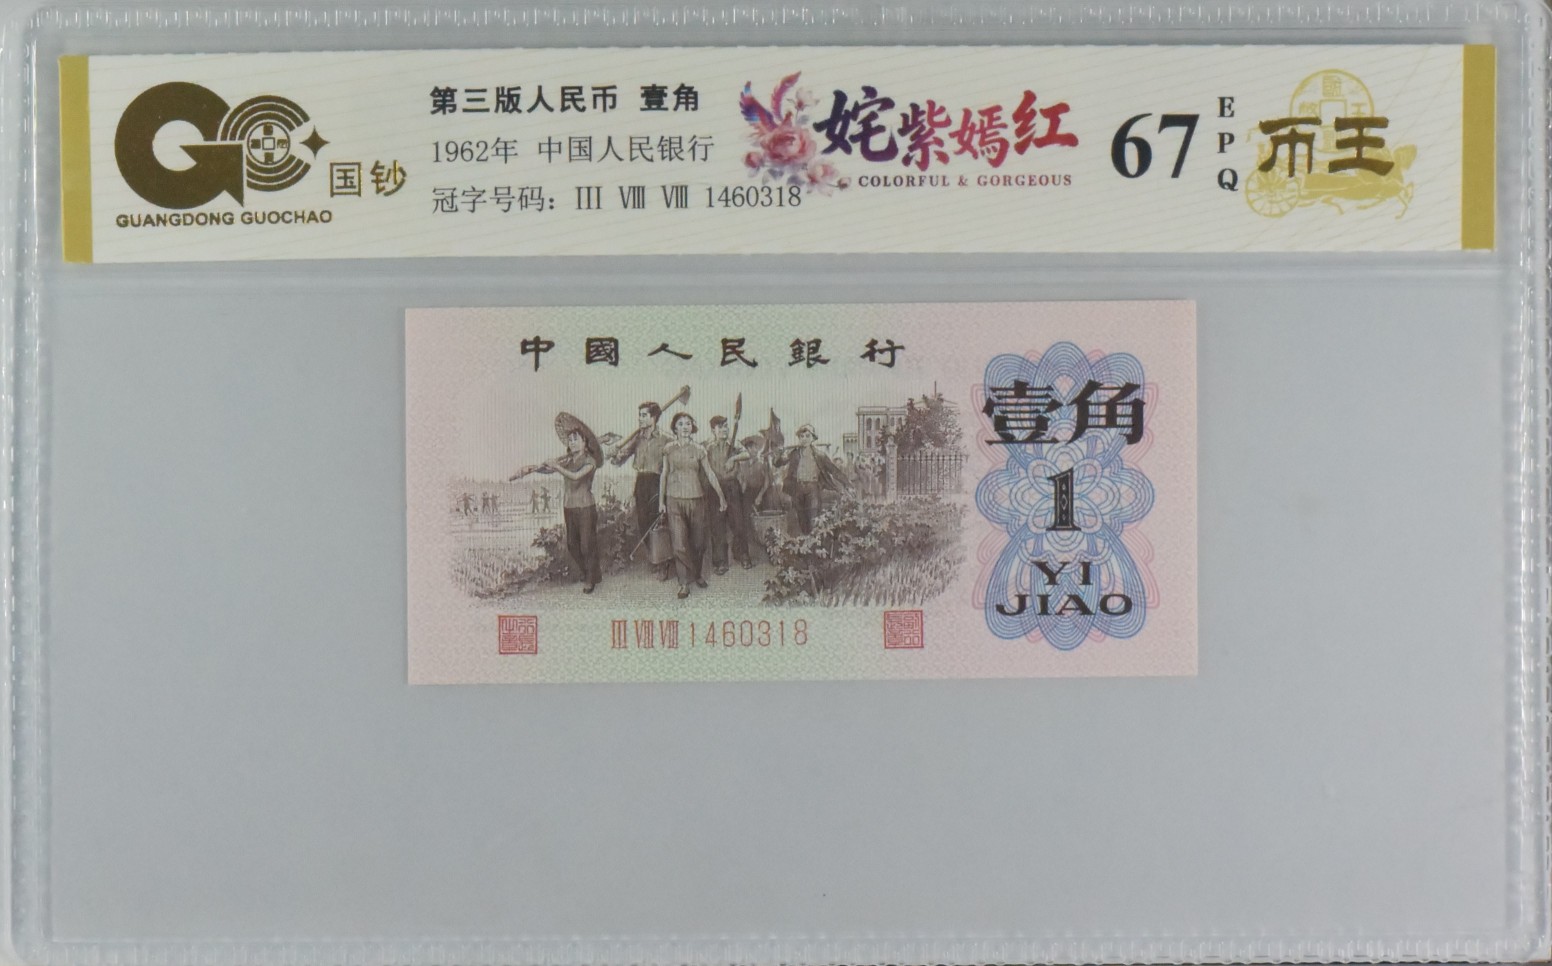 第三版人民币 壹角
1962年 中国人民银行
冠字号码：III VIII VIII 1460318
国钞
GUANGDONG GUOCHAO
姹紫嫣红
COLORFUL & GORGEOUS
67
EPQ
币王
中國人民銀行
壹角
1
YI
JIAO
III VIII VIII 1460318